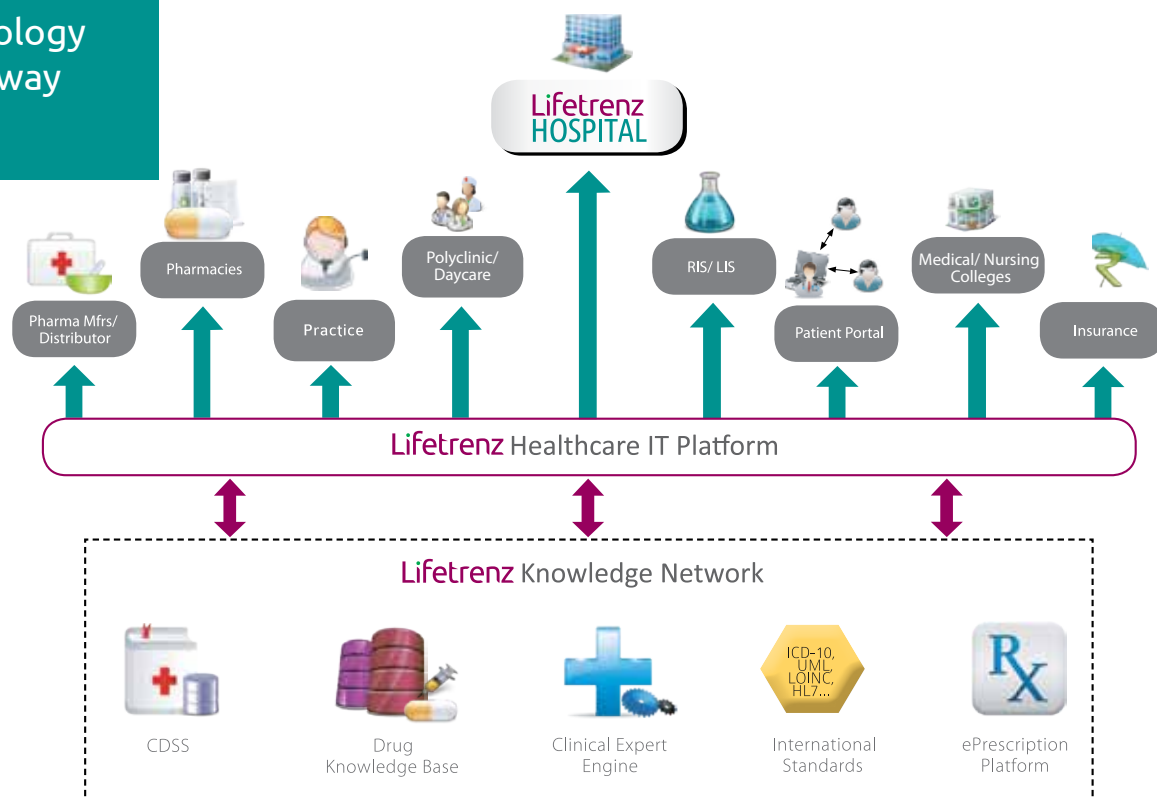 ology
way
Lifetrenz
HOSPITAL
Pharma Mfrs/
Distributor
Pharmacies
Practice
Polyclinic/
Daycare
RIS/ LIS
Patient Portal
Medical/ Nursing
Colleges
Insurance
Lifetrenz Healthcare IT Platform
Lifetrenz Knowledge Network
CDSS
Drug
Knowledge Base
Clinical Expert
Engine
ICD-10,
UML,
LOINC,
HL7...
International
Standards
RX
ePrescription
Platform